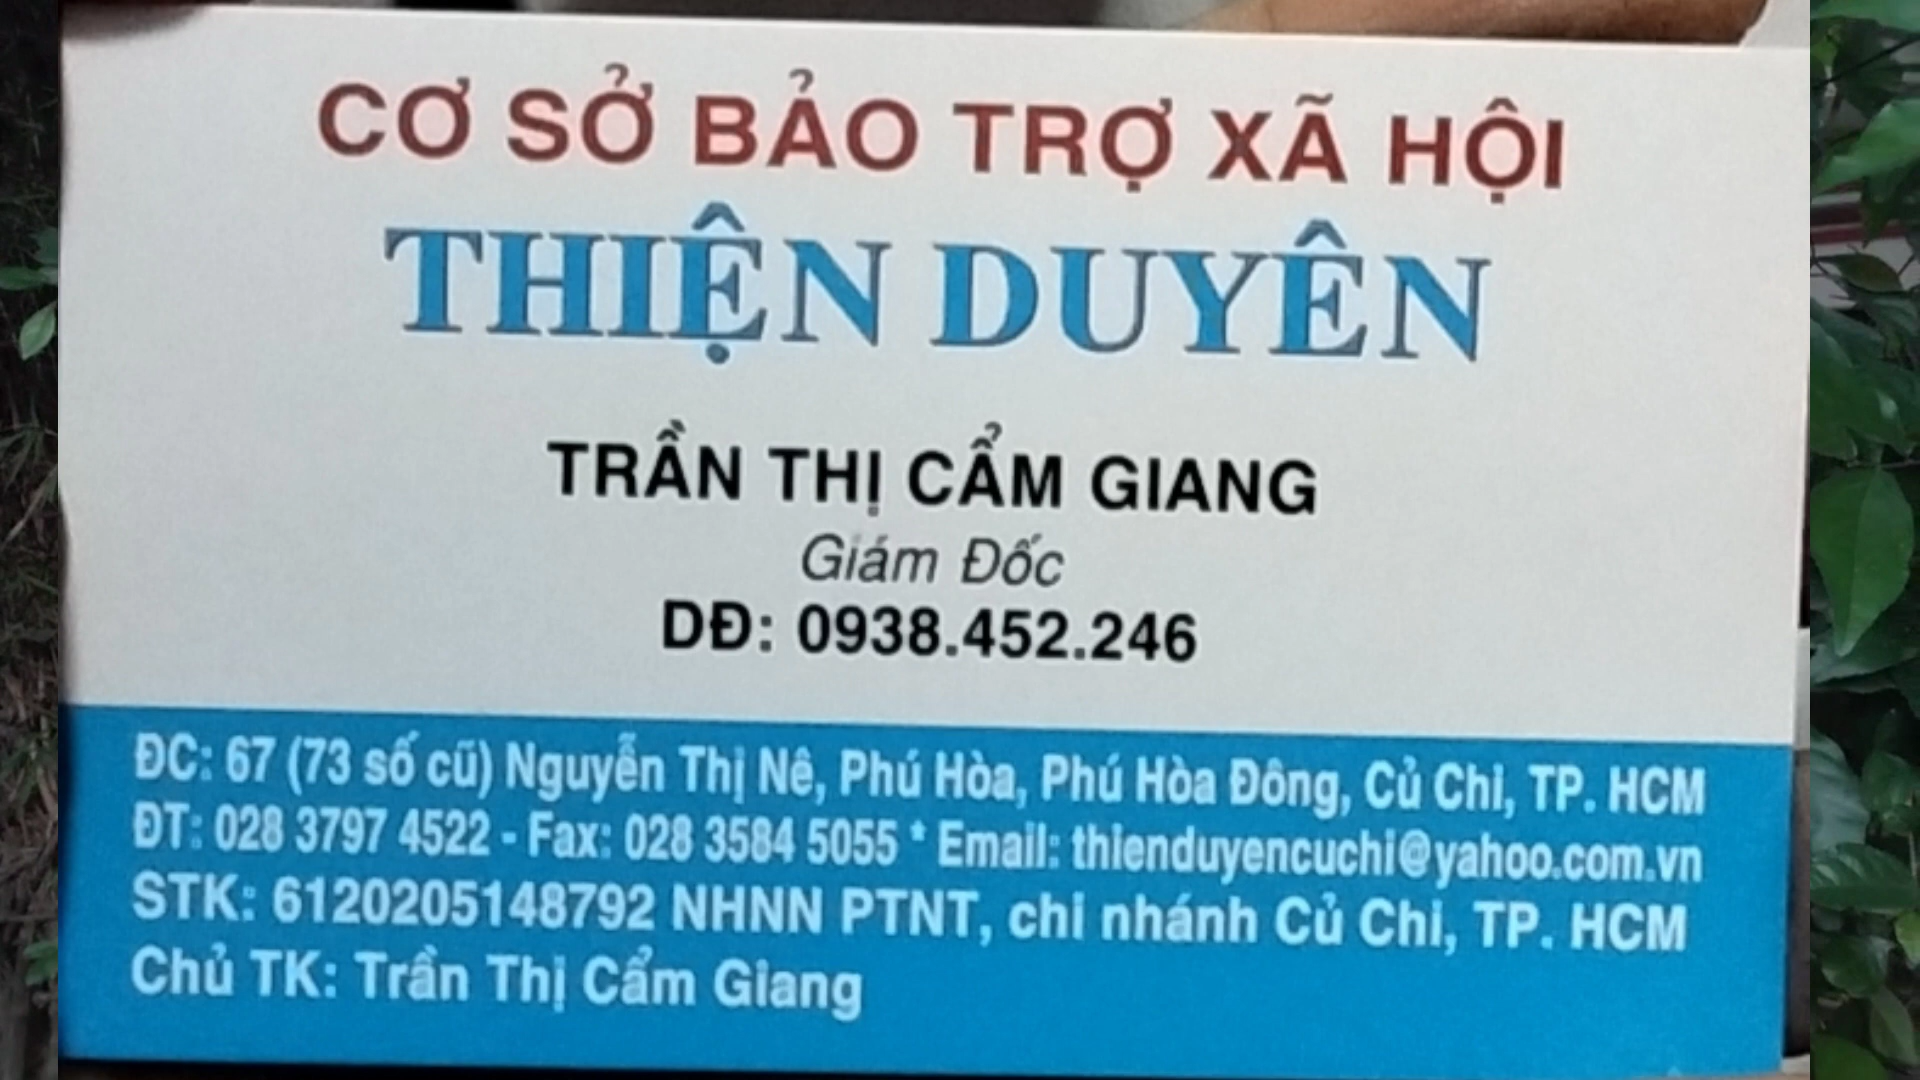 CƠ SỞ BẢO TRỢ XÃ HỘI
THIỆN DUYÊN
TRẦN THỊ CẨM GIANG
Giám Đốc
DĐ: 0938.452.246
ĐC: 67 (73 số cũ) Nguyễn Thị Nê, Phú Hòa, Phú Hòa Đông, Củ Chi, TP. HCM
ĐT: 028 3797 4522 - Fax: 028 3584 5055 * Email: thienduyencuchi@yahoo.com.vn
STK: 6120205148792 NHNN PTNT, chi nhánh Củ Chi, TP. HCM
Chủ TK: Trần Thị Cẩm Giang